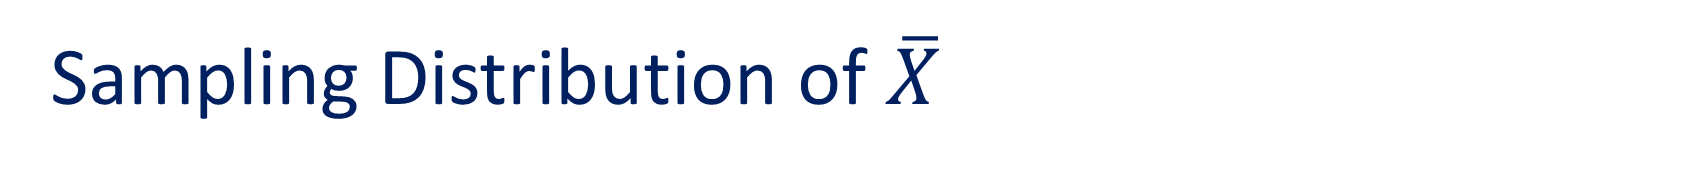 Sampling Distribution of X̅